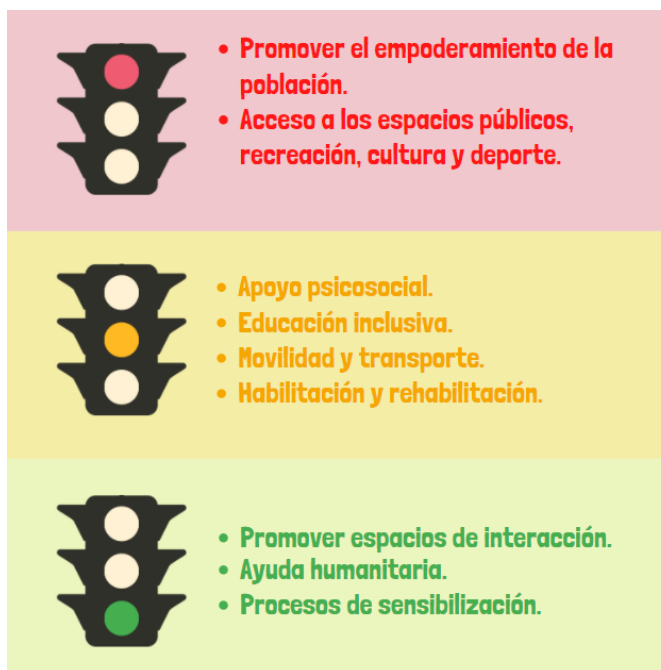 • Promover el empoderamiento de la
población.
• Acceso a los espacios públicos,
recreación, cultura y deporte.
• Apoyo psicosocial.
• Educación inclusiva.
• Movilidad y transporte.
• Habilitación y rehabilitación.
• Promover espacios de interacción.
• Ayuda humanitaria.
• Procesos de sensibilización.